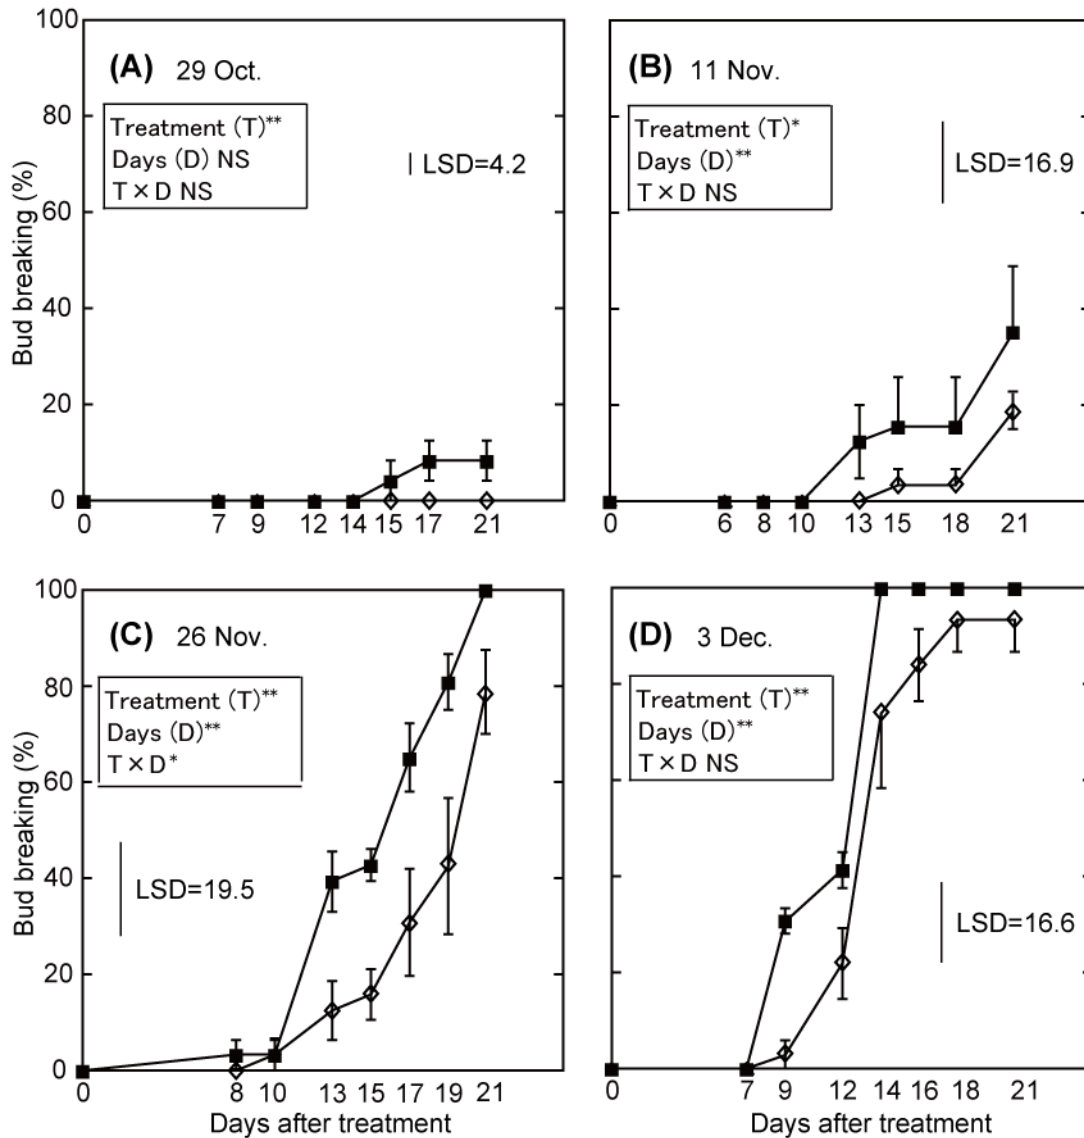 100
80
60
40
20
0
Bud breaking (%)
(A) 29 Oct.
Treatment (T)**
Days (D) NS
T×D NS
LSD=4.2
0 7 9 12 14 15 17 21
(B) 11 Nov.
Treatment (T)*
Days (D)**
T×D NS
LSD=16.9
0 6 8 10 13 15 18 21
100
80
60
40
20
0
Bud breaking (%)
(C) 26 Nov.
Treatment (T)**
Days (D)**
T×D*
LSD=19.5
0 8 10 13 15 17 19 21
Days after treatment
(D) 3 Dec.
Treatment (T)**
Days (D)**
T×D NS
LSD=16.6
0 7 9 12 14 16 18 21
Days after treatment